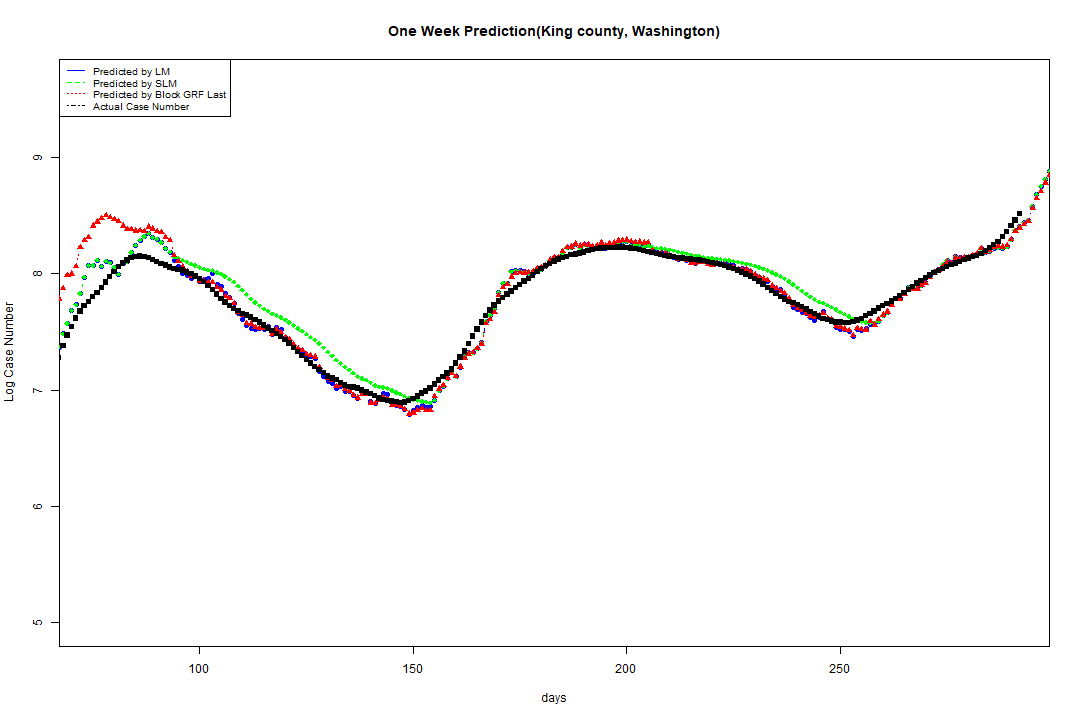 One Week Prediction(King county, Washington)
Predicted by LM
Predicted by SLM
Predicted by Block GRF Last
Actual Case Number
Log Case Number
9
8
7
6
5
100 150 200 250
days